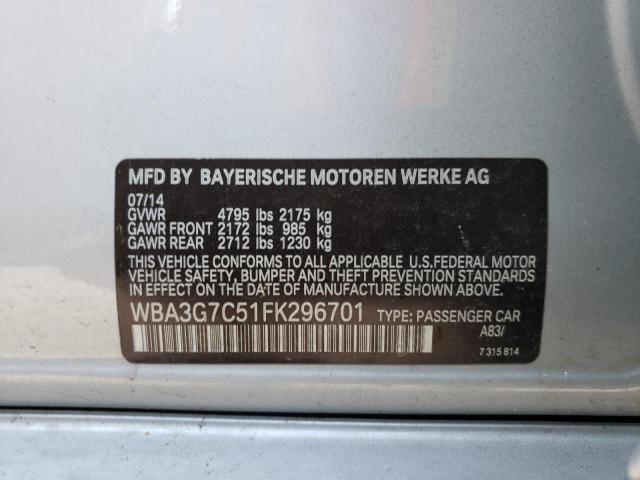 MFD BY BAYERISCHE MOTOREN WERKE AG
07/14
GVWR 4795 lbs 2175 kg
GAWR FRONT 2172 lbs 985 kg
GAWR REAR 2712 lbs 1230 kg
THIS VEHICLE CONFORMS TO ALL APPLICABLE U.S.FEDERAL MOTOR
VEHICLE SAFETY, BUMPER AND THEFT PREVENTION STANDARDS
IN EFFECT ON THE DATE OF MANUFACTURE SHOWN ABOVE.
WBA3G7C51FK296701 TYPE: PASSENGER CAR
A83/
7 315 814